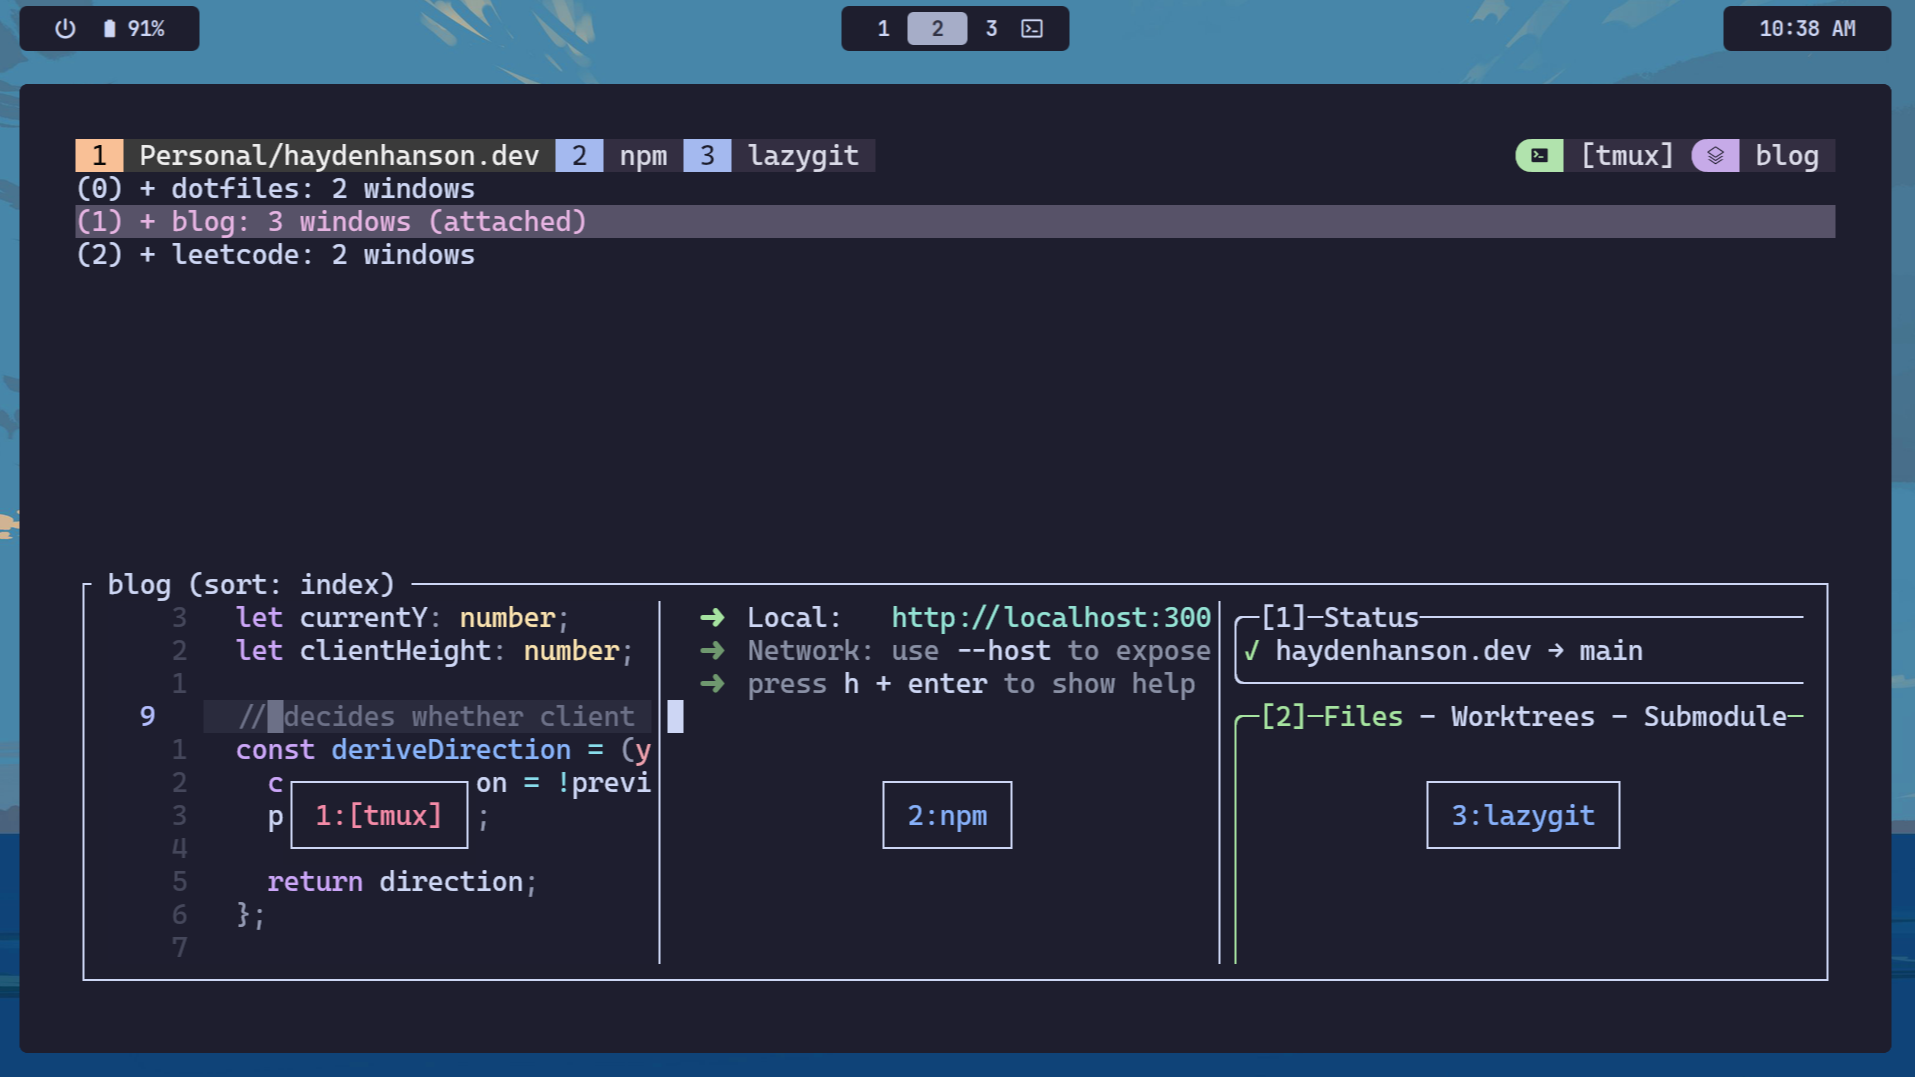 91%
1 2 3
10:38 AM
1 Personal/haydenhanson.dev 2 npm 3 lazygit
[tmux] blog
(0) + dotfiles: 2 windows
(1) + blog: 3 windows (attached)
(2) + leetcode: 2 windows
blog (sort: index)
3 let currentY: number;
2 let clientHeight: number;
1
9 // decides whether client
1 const deriveDirection = (y
2 c on = !previ
3 p ;
1:[tmux]
4
5 return direction;
6 };
7
➜ Local: http://localhost:300
➜ Network: use --host to expose
➜ press h + enter to show help
2:npm
[1]─Status
✓ haydenhanson.dev → main
[2]─Files - Worktrees - Submodule
3:lazygit